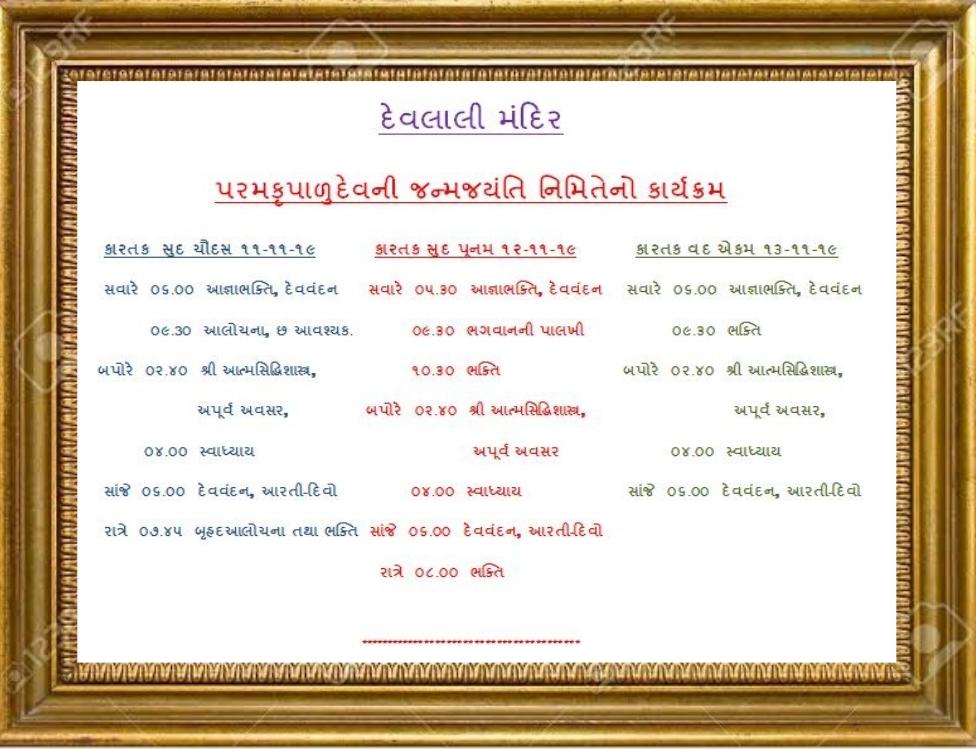 દેવલાલી મંદિર
પરમકૃપાળુદેવની જન્મજયંતિ નિમિતેનો કાર્યક્રમ
કારતક સુદ ચૌદસ ૧૧-૧૧-૧૯
સવારે ૦૬.૦૦ આજ્ઞાભક્તિ, દેવવંદન
૦૯.૩૦ આલોચના, છ આવશ્યક.
બપોરે ૦૨.૪૦ શ્રી આત્મસિદ્ધિશાસ્ત્ર,
અપૂર્વ અવસર,
૦૪.૦૦ સ્વાધ્યાય
સાંજે ૦૬.૦૦ દેવવંદન, આરતી-દિવો
રાત્રે ૦૭.૪૫ બૃહદઆલોચના તથા ભક્તિ
કારતક સુદ પૂનમ ૧૨-૧૧-૧૯
સવારે ૦૫.૩૦ આજ્ઞાભક્તિ, દેવવંદન
૦૯.૩૦ ભગવાનની પાલખી
૧૦.૩૦ ભક્તિ
બપોરે ૦૨.૪૦ શ્રી આત્મસિદ્ધિશાસ્ત્ર,
અપૂર્વ અવસર
૦૪.૦૦ સ્વાધ્યાય
સાંજે ૦૬.૦૦ દેવવંદન, આરતી-દિવો
રાત્રે ૦૮.૦૦ ભક્તિ
કારતક વદ એકમ ૧૩-૧૧-૧૯
સવારે ૦૬.૦૦ આજ્ઞાભક્તિ, દેવવંદન
૦૯.૩૦ ભક્તિ
બપોરે ૦૨.૪૦ શ્રી આત્મસિદ્ધિશાસ્ત્ર,
અપૂર્વ અવસર,
૦૪.૦૦ સ્વાધ્યાય
સાંજે ૦૬.૦૦ દેવવંદન, આરતી-દિવો